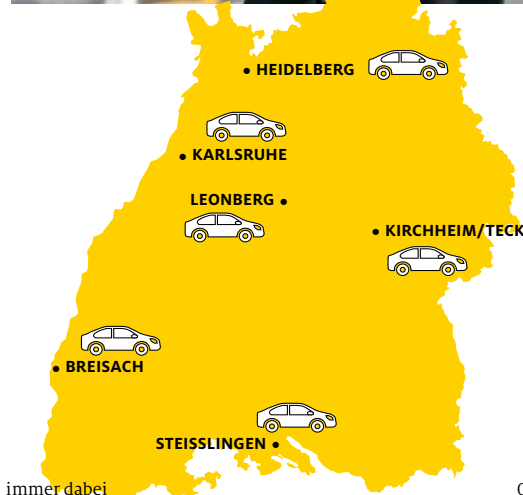 HEIDELBERG
KARLSRUHE
LEONBERG
KIRCHHEIM/TECK
BREISACH
STEISSLINGEN
immer dabei